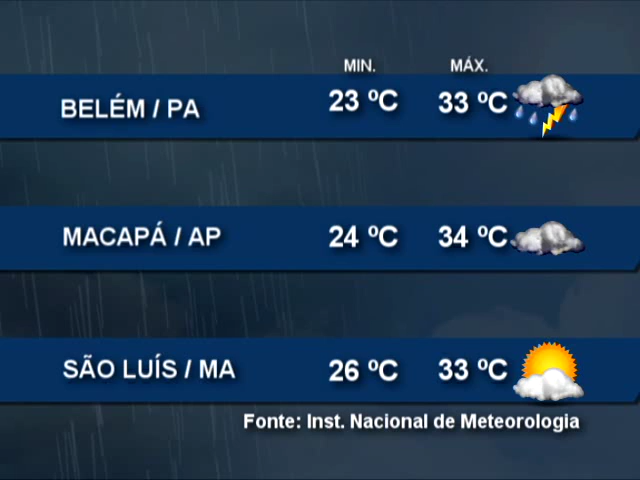 MIN. MÁX.
BELÉM / PA 23 ºC 33 ºC
MACAPÁ / AP 24 ºC 34 ºC
SÃO LUÍS / MA 26 ºC 33 ºC
Fonte: Inst. Nacional de Meteorologia